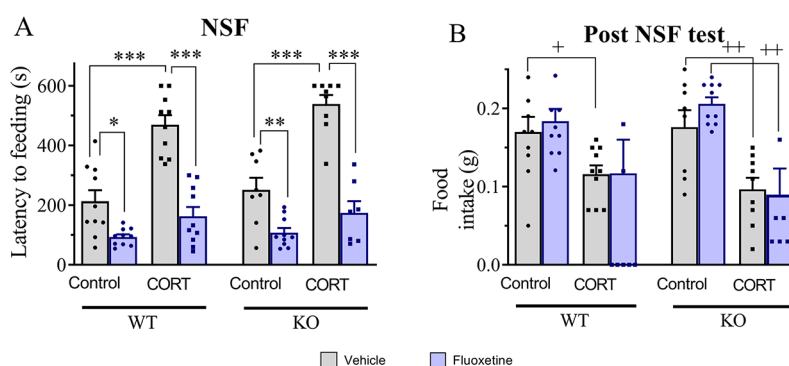 A
NSF
*** *** *** ***
* **
Latency to feeding (s)
600
400
200
0
Control CORT Control CORT
WT KO
B
Post NSF test
+ ++ ++
Food
intake (g)
0.2
0.1
0.0
Control CORT Control CORT
WT KO
Vehicle Fluoxetine